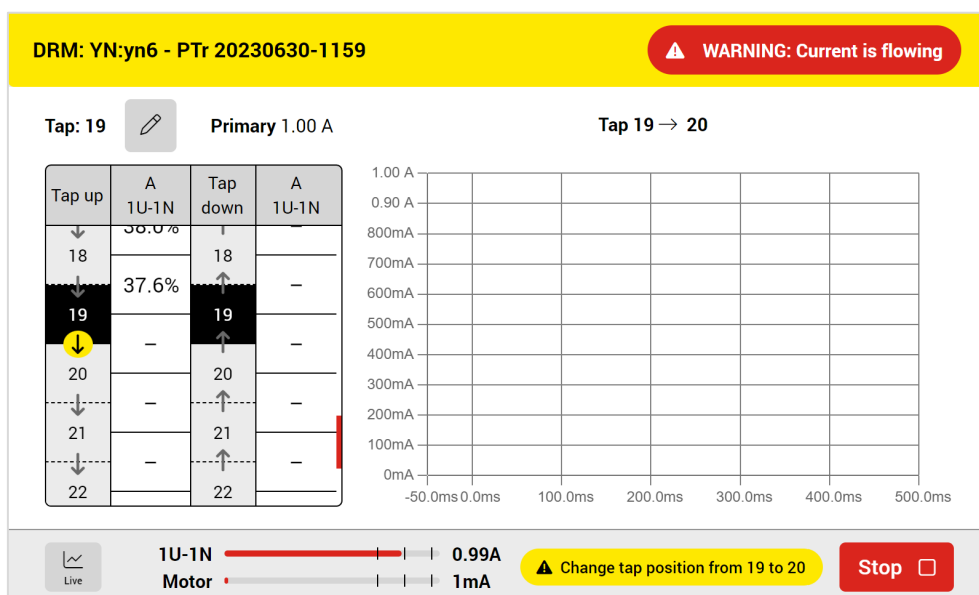 DRM: YN:yn6 - PTr 20230630-1159
WARNING: Current is flowing
Tap: 19
Primary 1.00 A
Tap 19 → 20
Tap up
A
1U-1N
Tap
down
A
1U-1N
38.0%
–
18
18
37.6%
–
19
19
–
–
20
20
–
–
21
21
–
–
22
22
1.00 A
0.90 A
800mA
700mA
600mA
500mA
400mA
300mA
200mA
100mA
0mA
-50.0ms 0.0ms 100.0ms 200.0ms 300.0ms 400.0ms 500.0ms
Live
1U-1N 0.99A
Motor 1mA
Change tap position from 19 to 20
Stop